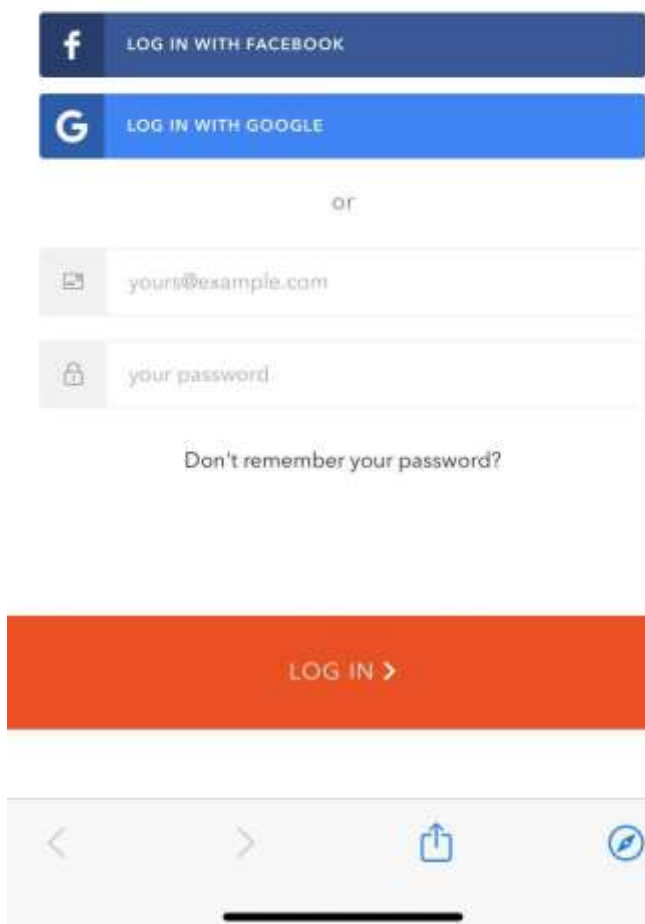 f LOG IN WITH FACEBOOK
G LOG IN WITH GOOGLE
or
yours@example.com
your password
Don't remember your password?
LOG IN >